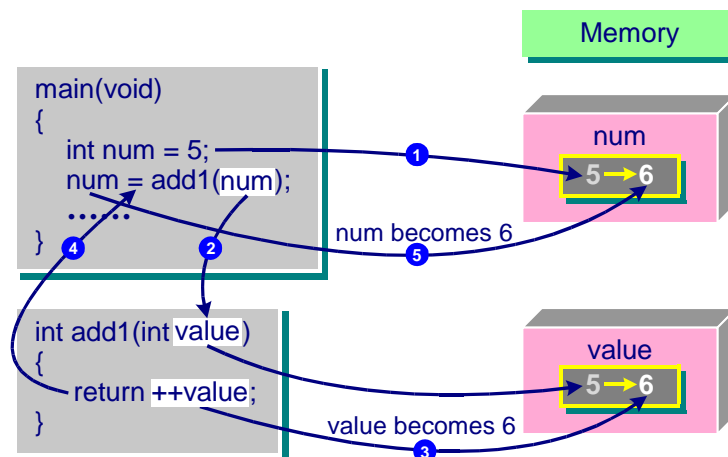 Memory
main(void)
{
int num = 5;
num = add1(num);
......
}
1
num
5 6
4
2
num becomes 6
5
int add1(int value)
{
return ++value;
}
value
5 6
value becomes 6
3